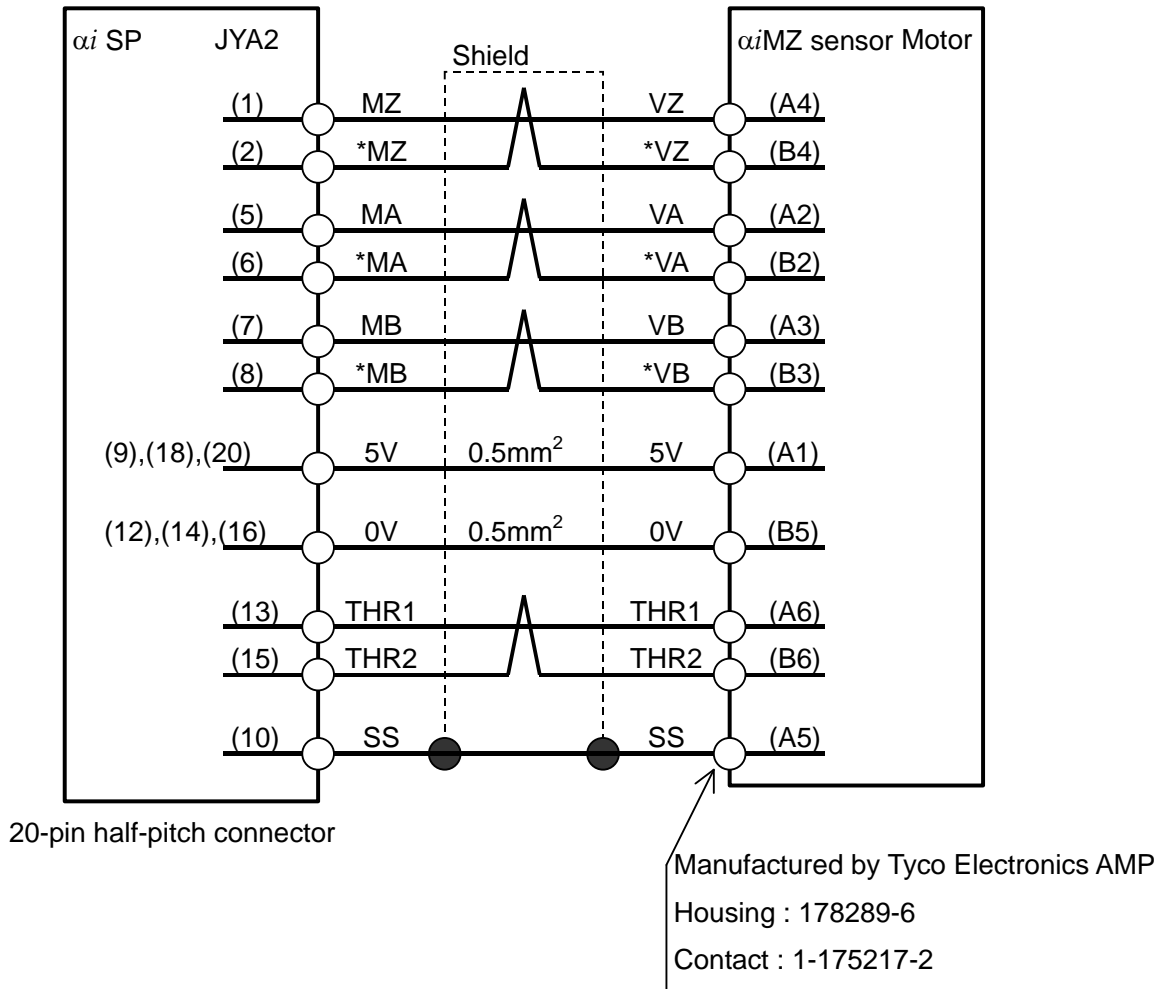 αi SP JYA2 αiMZ sensor Motor
Shield
(1) MZ VZ (A4)
(2) *MZ *VZ (B4)
(5) MA VA (A2)
(6) *MA *VA (B2)
(7) MB VB (A3)
(8) *MB *VB (B3)
(9),(18),(20) 5V 0.5mm² 5V (A1)
(12),(14),(16) 0V 0.5mm² 0V (B5)
(13) THR1 THR1 (A6)
(15) THR2 THR2 (B6)
(10) SS SS (A5)
20-pin half-pitch connector
Manufactured by Tyco Electronics AMP
Housing : 178289-6
Contact : 1-175217-2